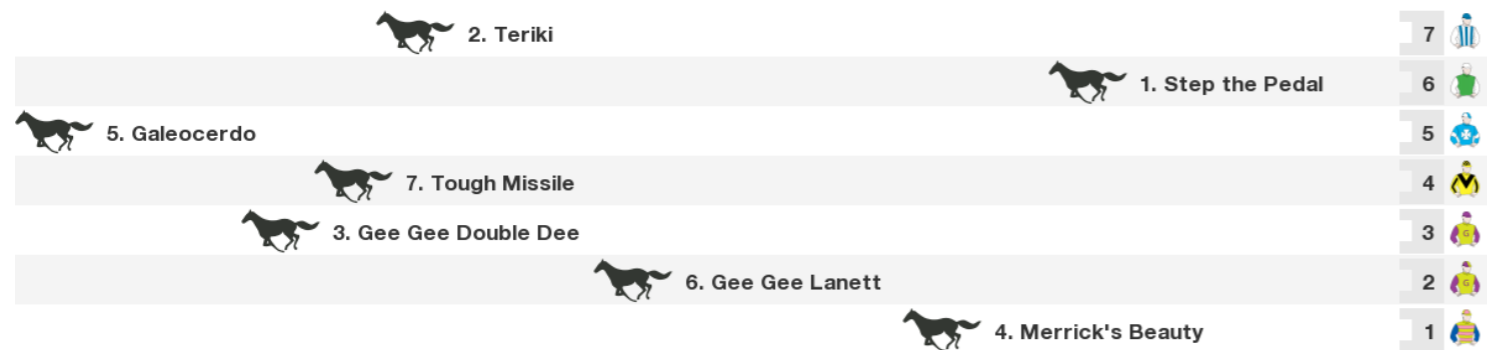 2. Teriki 7
1. Step the Pedal 6
5. Galeocerdo 5
7. Tough Missile 4
3. Gee Gee Double Dee 3
G
6. Gee Gee Lanett 2
G
4. Merrick's Beauty 1